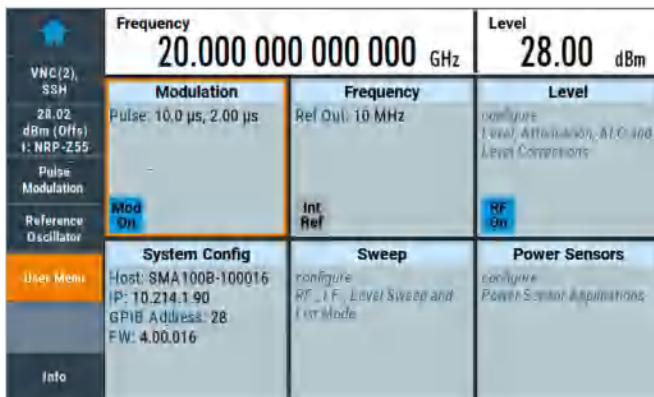 Frequency
20.000 000 000 000 GHz
Level
28.00 dBm
VNC(2),
SSH
28.02
dBm (Offs)
1: NRP-Z55
Pulse
Modulation
Reference
Oscillator
User Menu
Info
Modulation
Pulse: 10.0 µs, 2.00 µs
Mod
On
Frequency
Ref Out: 10 MHz
Int
Ref
Level
configure
Level, Attenuation, ALC and
Level Corrections
RF
On
System Config
Host: SMA100B-100016
IP: 10.214.1.90
GPIB Address: 28
FW: 4.00.016
Sweep
configure
RF_, LF_, Level Sweep and
List Mode
Power Sensors
configure
Power Sensor Applications